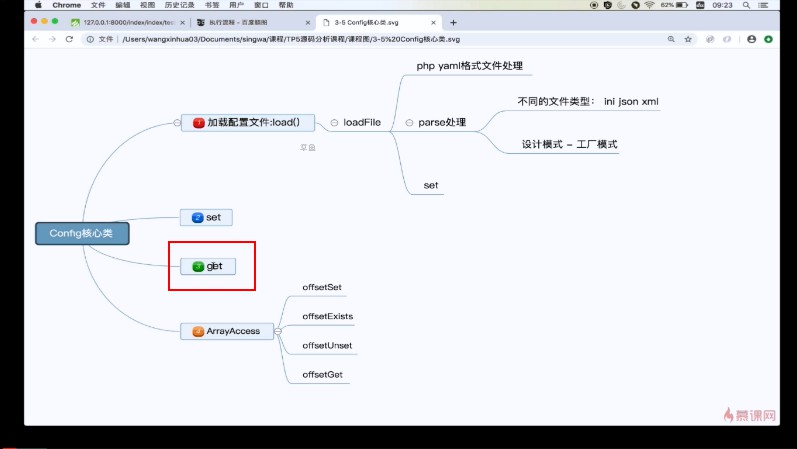 Chrome 文件 编辑 视图 历史记录 书签 用户 窗口 帮助 62% 09:23
127.0.0.1:8000/index/index/tes 执行流程 - 百度脑图 3-5 Config核心类.svg
文件 /Users/wangxinhua03/Documents/singwa/课程/TP5源码分析课程/课程图/3-5%20Config核心类.svg
php yaml格式文件处理
不同的文件类型: ini json xml
1 加载配置文件:load() loadFile parse处理
草鱼
设计模式 - 工厂模式
set
2 set
Config核心类
3 get
offsetSet
offsetExists
4 ArrayAccess
offsetUnset
offsetGet
慕课网